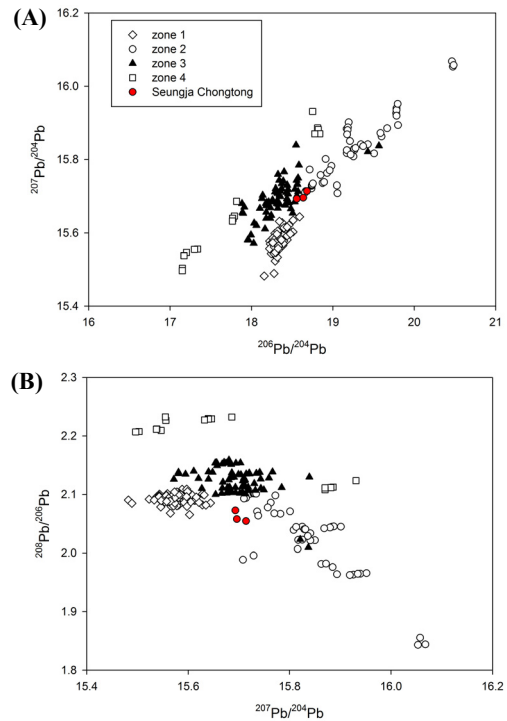 (A)
16.2
16.0
15.8
15.6
15.4
²⁰⁷Pb/²⁰⁴Pb
zone 1
zone 2
zone 3
zone 4
Seungja Chongtong
16 17 18 19 20 21
²⁰⁶Pb/²⁰⁴Pb
(B)
2.3
2.2
2.1
2.0
1.9
1.8
²⁰⁸Pb/²⁰⁶Pb
15.4 15.6 15.8 16.0 16.2
²⁰⁷Pb/²⁰⁴Pb